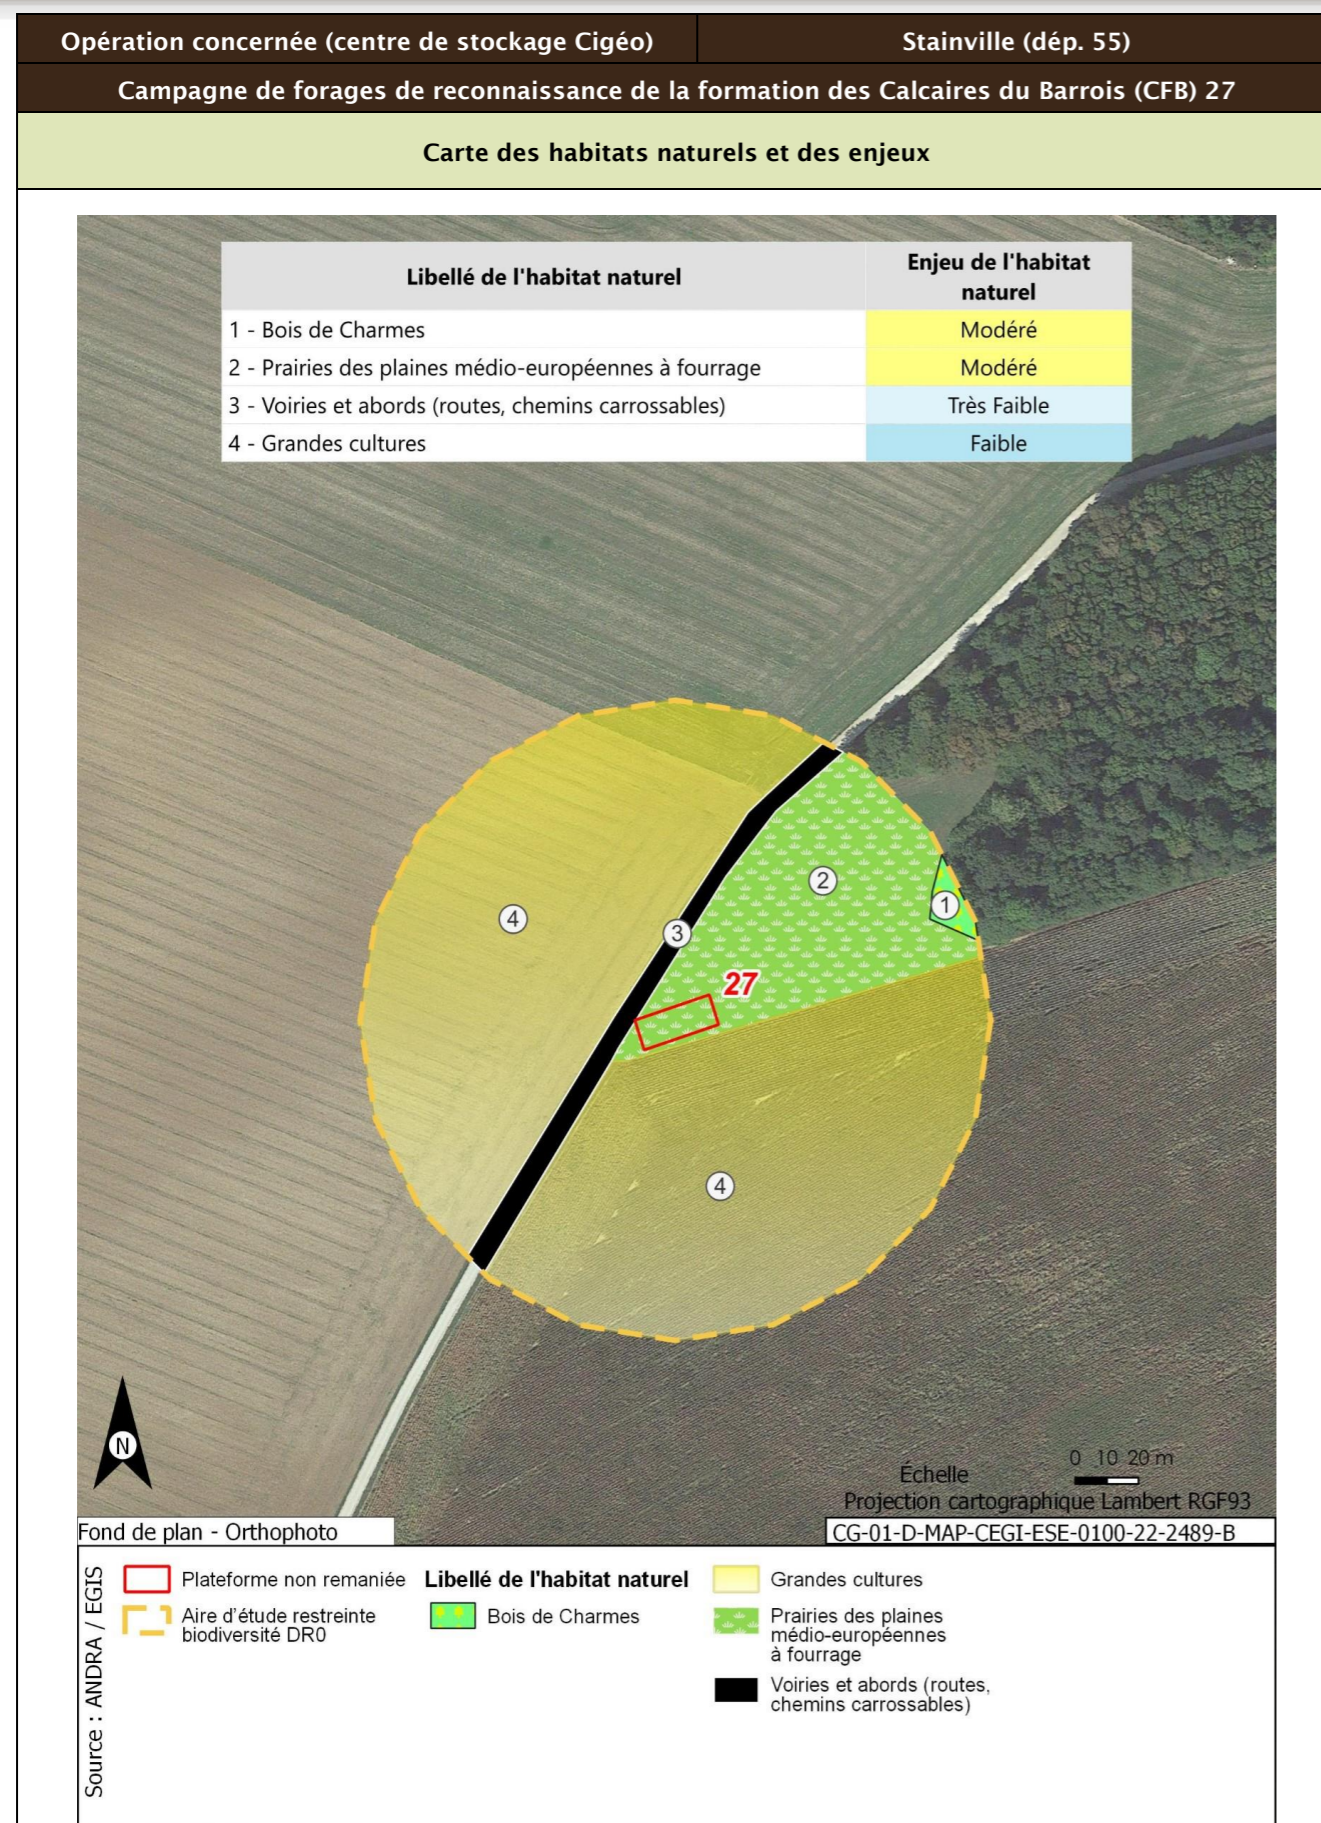 Opération concernée (centre de stockage Cigéo)
Stainville (dép. 55)
Campagne de forages de reconnaissance de la formation des Calcaires du Barrois (CFB) 27
Carte des habitats naturels et des enjeux
Libellé de l'habitat naturel
Enjeu de l'habitat
naturel
1 - Bois de Charmes
Modéré
2 - Prairies des plaines médio-européennes à fourrage
Modéré
3 - Voiries et abords (routes, chemins carrossables)
Très Faible
4 - Grandes cultures
Faible
2
1
4
3
27
4
N
Échelle
0 10 20 m
Projection cartographique Lambert RGF93
Fond de plan - Orthophoto
CG-01-D-MAP-CEGI-ESE-0100-22-2489-B
Source : ANDRA / EGIS
Plateforme non remaniée
Aire d'étude restreinte
biodiversité DR0
Libellé de l'habitat naturel
Bois de Charmes
Grandes cultures
Prairies des plaines
médio-européennes
à fourrage
Voiries et abords (routes,
chemins carrossables)